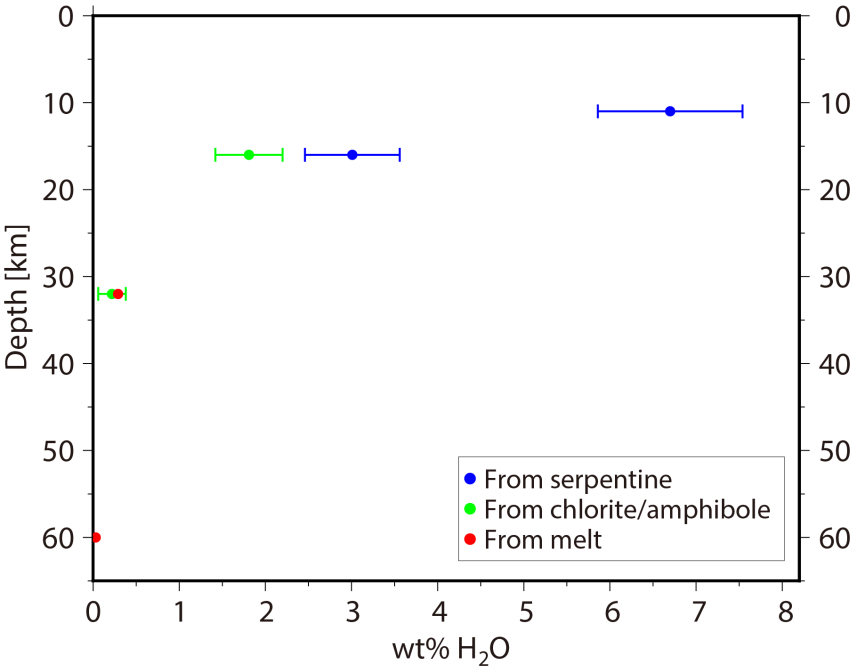 0 0
10 10
20 20
30 30
40 40
50 50
60 60
Depth [km]
From serpentine
From chlorite/amphibole
From melt
0 1 2 3 4 5 6 7 8
wt% H₂O